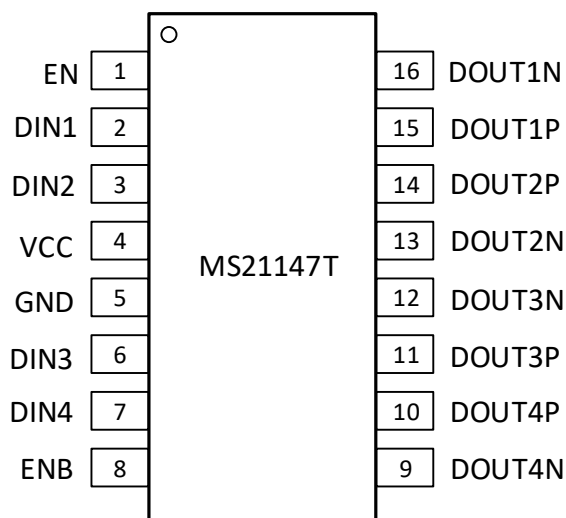 EN 1 16 DOUT1N
DIN1 2 15 DOUT1P
DIN2 3 14 DOUT2P
VCC 4 13 DOUT2N
MS21147T
GND 5 12 DOUT3N
DIN3 6 11 DOUT3P
DIN4 7 10 DOUT4P
ENB 8 9 DOUT4N